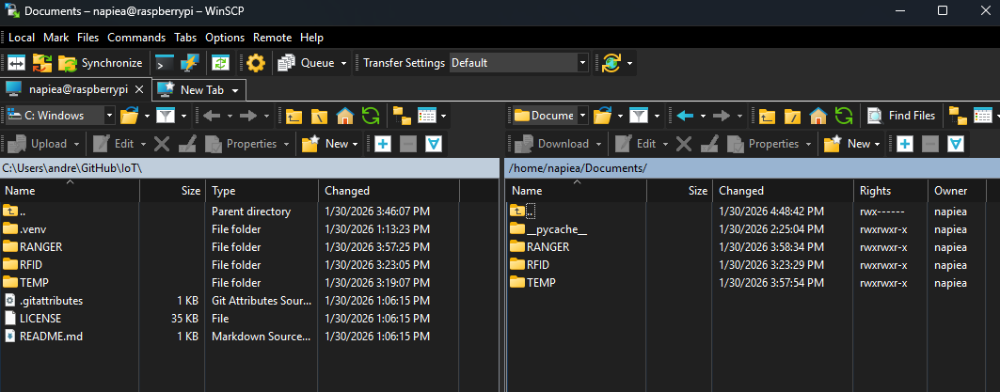 Documents – napiea@raspberrypi – WinSCP
Local Mark Files Commands Tabs Options Remote Help
Synchronize Queue Transfer Settings Default
napiea@raspberrypi New Tab
C: Windows
Docume Find Files
Upload Edit Properties New
Download Edit Properties New
C:\Users\andre\GitHub\IoT\
/home/napiea/Documents/
Name Size Type Changed
.. Parent directory 1/30/2026 3:46:07 PM
.venv File folder 1/30/2026 1:13:23 PM
RANGER File folder 1/30/2026 3:57:25 PM
RFID File folder 1/30/2026 3:23:05 PM
TEMP File folder 1/30/2026 3:19:07 PM
.gitattributes 1 KB Git Attributes Sour... 1/30/2026 1:06:15 PM
LICENSE 35 KB File 1/30/2026 1:06:15 PM
README.md 1 KB Markdown Source... 1/30/2026 1:06:15 PM
Name Size Changed Rights Owner
.. 1/30/2026 4:48:42 PM rwx------ napiea
__pycache__ 1/30/2026 2:25:04 PM rwxrwxr-x napiea
RANGER 1/30/2026 3:58:34 PM rwxrwxr-x napiea
RFID 1/30/2026 3:23:29 PM rwxrwxr-x napiea
TEMP 1/30/2026 3:57:54 PM rwxrwxr-x napiea